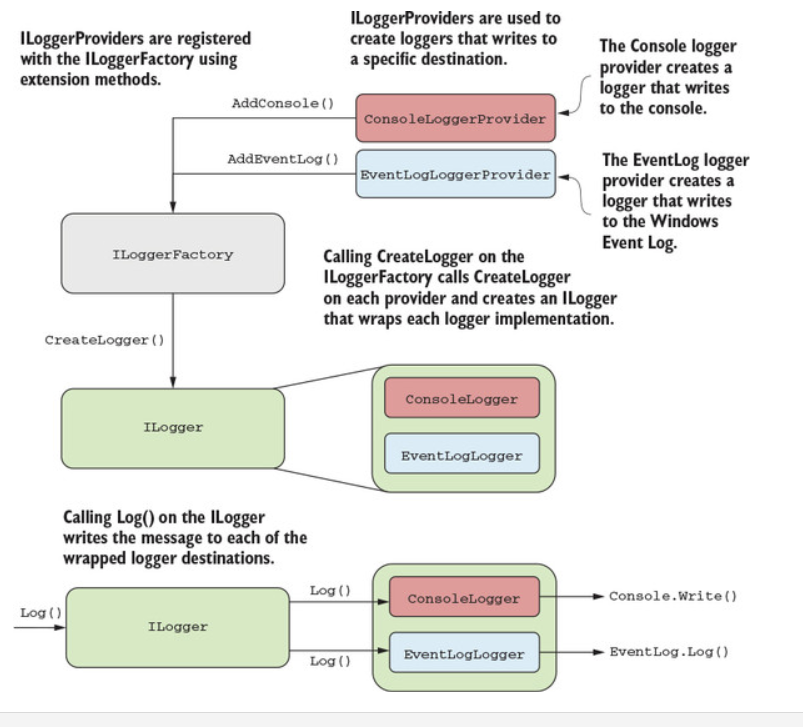 ILoggerProviders are registered
with the ILoggerFactory using
extension methods.
ILoggerProviders are used to
create loggers that writes to
a specific destination.
The Console logger
provider creates a
logger that writes
to the console.
AddConsole()
ConsoleLoggerProvider
AddEventLog()
EventLogLoggerProvider
The EventLog logger
provider creates a
logger that writes
to the Windows
Event Log.
ILoggerFactory
Calling CreateLogger on the
ILoggerFactory calls CreateLogger
on each provider and creates an ILogger
that wraps each logger implementation.
CreateLogger()
ILogger
ConsoleLogger
EventLogLogger
Calling Log() on the ILogger
writes the message to each of the
wrapped logger destinations.
Log()
ILogger
Log()
Log()
ConsoleLogger
EventLogLogger
Console.Write()
EventLog.Log()